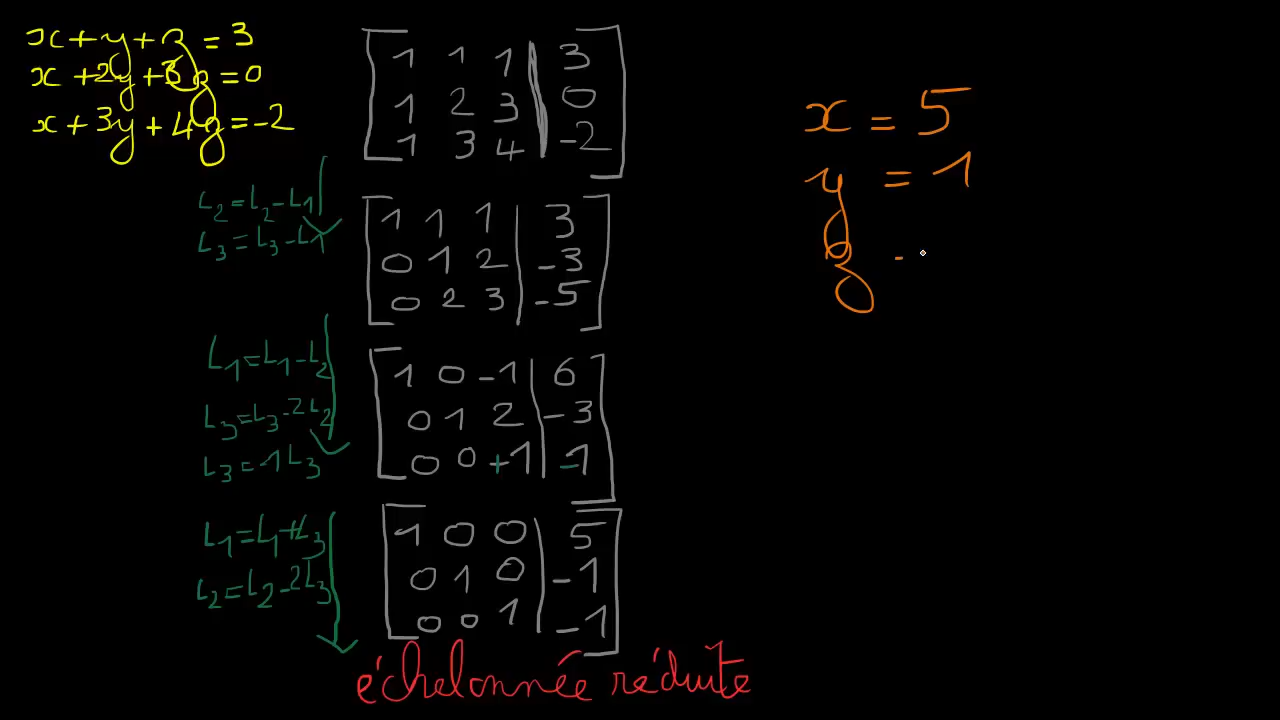 x+y+z=3
x+2y+3z=0
x+3y+4z=-2
1 1 1 | 3
1 2 3 | 0
1 3 4 | -2
L2=L2-L1
L3=L3-L1
1 1 1 | 3
0 1 2 | -3
0 2 3 | -5
L1=L1-L2
L3=L3-2L2
L3=-1L3
1 0 -1 | 6
0 1 2 | -3
0 0 +1 | -1
L1=L1+L3
L2=L2-2L3
1 0 0 | 5
0 1 0 | -1
0 0 1 | -1
échelonnée réduite
x = 5
y = 1
z -